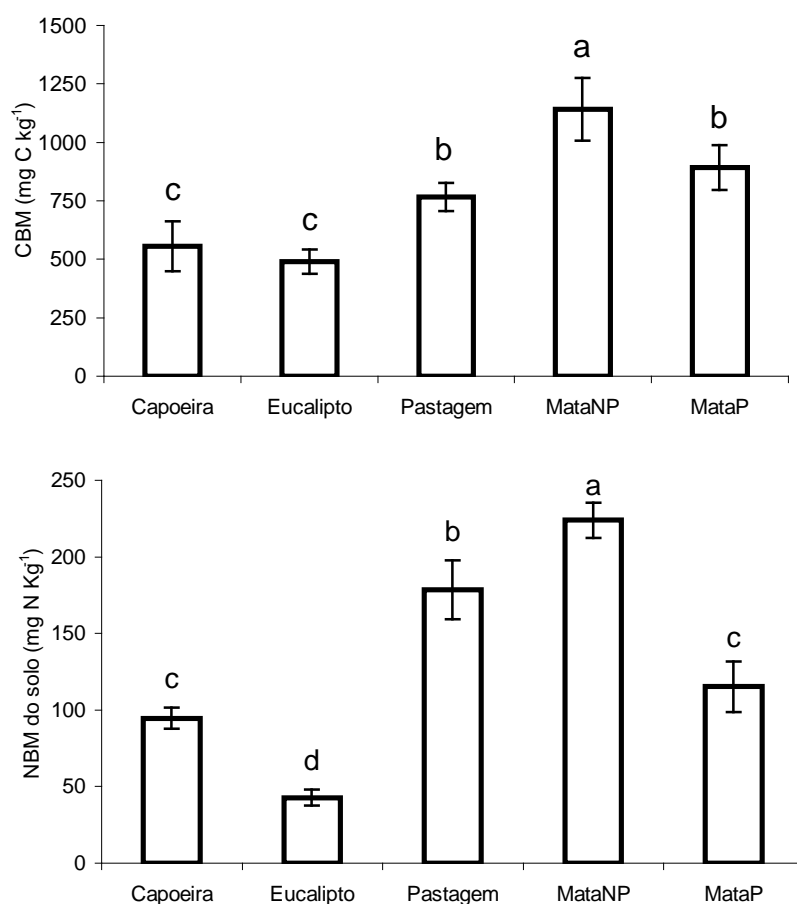 CBM (mg C kg-1)
1500
1250
1000
750
500
250
0
c
c
b
a
b
Capoeira Eucalipto Pastagem MataNP MataP
NBM do solo (mg N Kg-1)
250
200
150
100
50
0
c
d
b
a
c
Capoeira Eucalipto Pastagem MataNP MataP